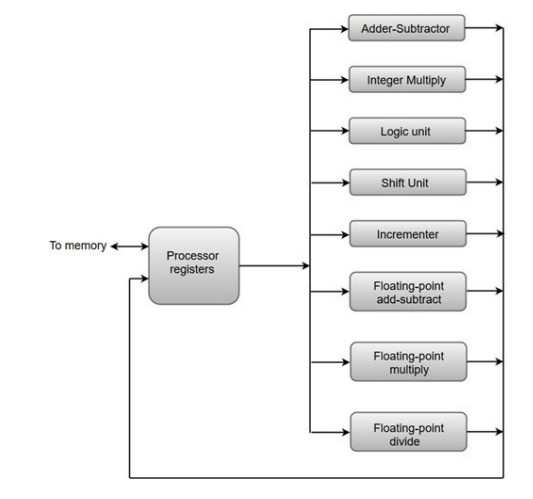 Adder-Subtractor
Integer Multiply
Logic unit
Shift Unit
Incrementer
To memory
Processor
registers
Floating-point
add-subtract
Floating-point
multiply
Floating-point
divide